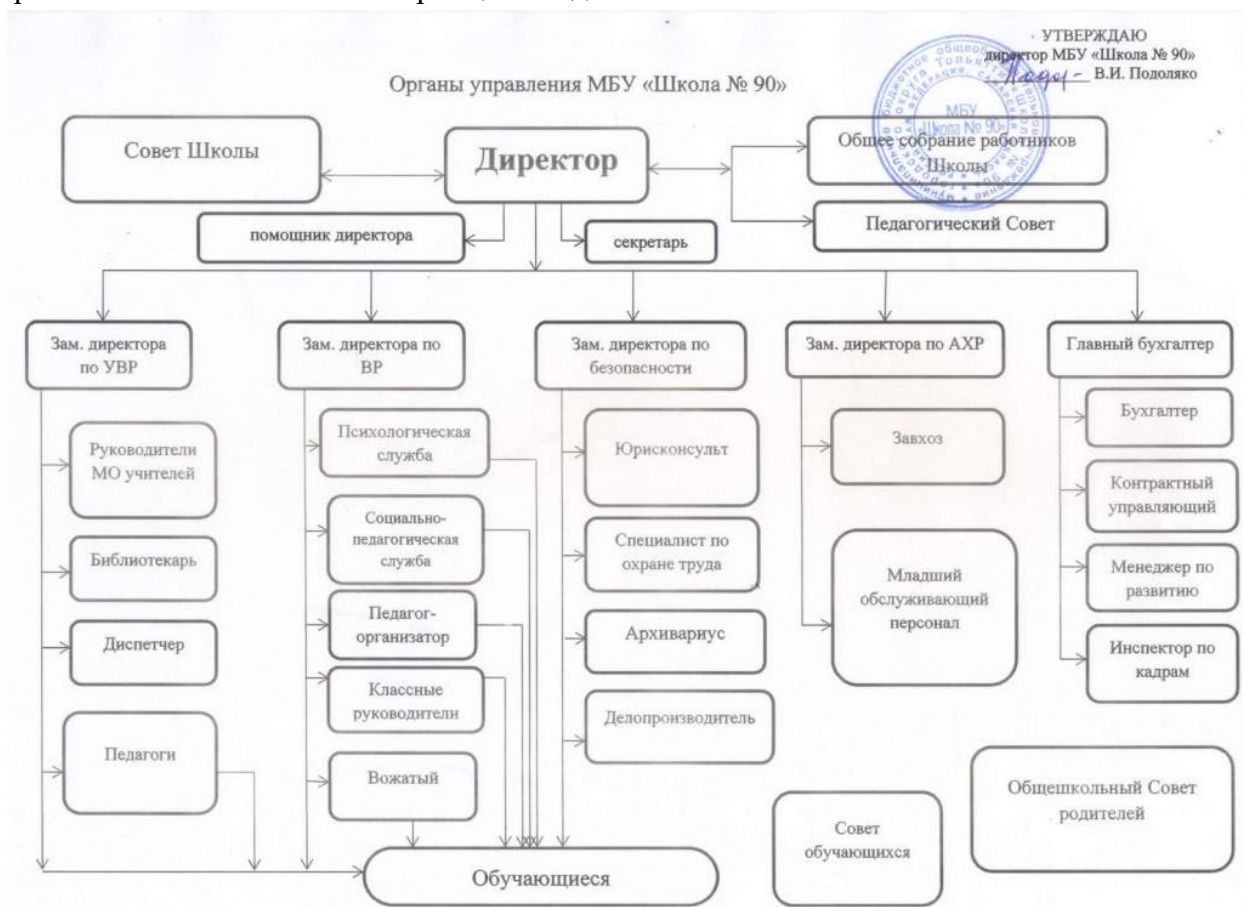 УТВЕРЖДАЮ
директор МБУ «Школа № 90»
В.И. Подоляко
Органы управления МБУ «Школа № 90»
МБУ
Школа № 90
Совет Школы
Директор
Общее собрание работников
Школы
Педагогический Совет
помощник директора
секретарь
Зам. директора
по УВР
Зам. директора по
ВР
Зам. директора по
безопасности
Зам. директора по АХР
Главный бухгалтер
Руководители
МО учителей
Библиотекарь
Диспетчер
Педагоги
Психологическая
служба
Социально-
педагогическая
служба
Педагог-
организатор
Классные
руководители
Вожатый
Юрисконсульт
Специалист по
охране труда
Архивариус
Делопроизводитель
Завхоз
Младший
обслуживающий
персонал
Бухгалтер
Контрактный
управляющий
Менеджер по
развитию
Инспектор по
кадрам
Общешкольный Совет
родителей
Совет
обучающихся
Обучающиеся